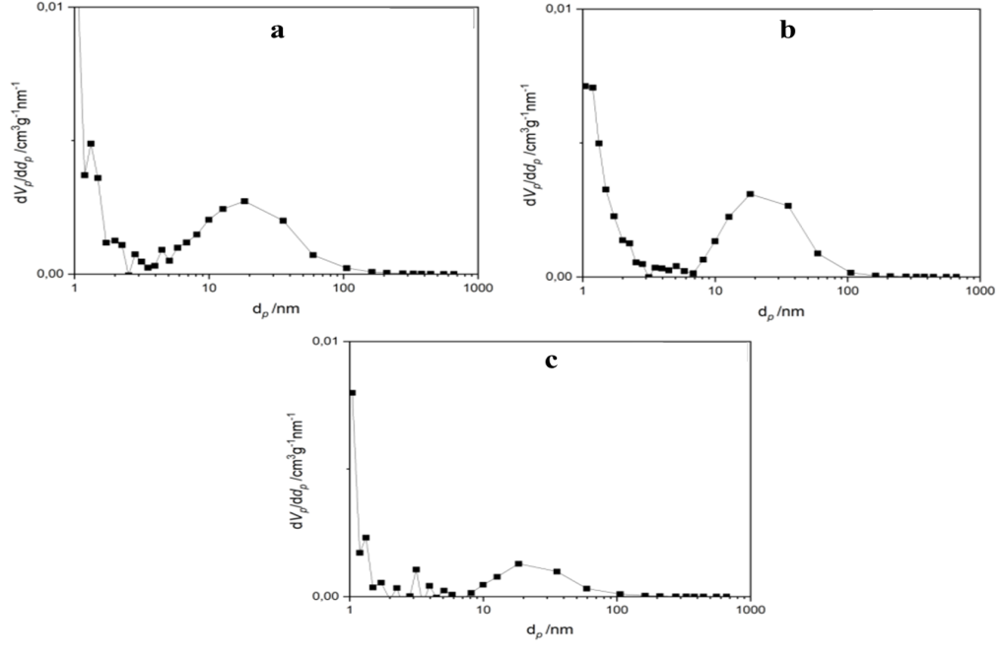 a
0,01
0,00
dVp/ddp /cm³g⁻¹nm⁻¹
1 10 100 1000
dp /nm
b
0,01
0,00
dVp/ddp /cm³g⁻¹nm⁻¹
1 10 100 1000
dp /nm
c
0,01
0,00
dVp/ddp /cm³g⁻¹nm⁻¹
1 10 100 1000
dp /nm